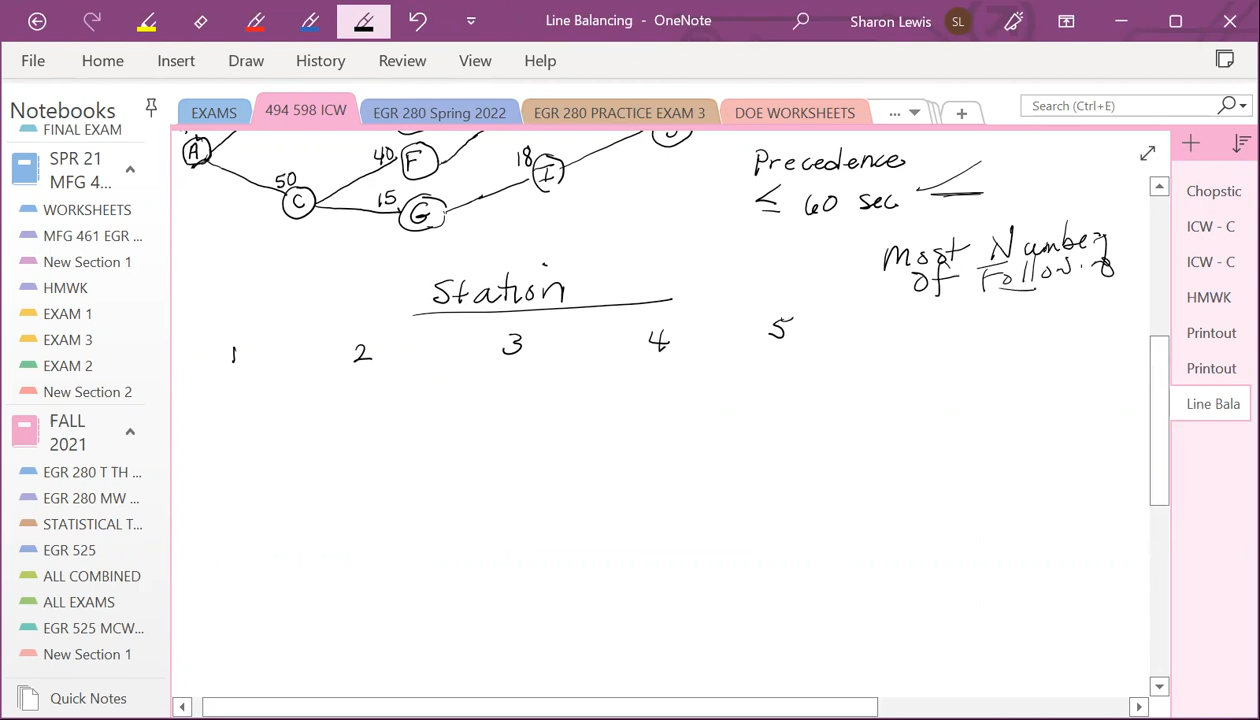 Line Balancing - OneNote
Sharon Lewis
SL
File Home Insert Draw History Review View Help
Notebooks
EXAMS
494 598 ICW
EGR 280 Spring 2022
EGR 280 PRACTICE EXAM 3
DOE WORKSHEETS
...
Search (Ctrl+E)
FINAL EXAM
SPR 21
MFG 4...
WORKSHEETS
MFG 461 EGR ...
New Section 1
HMWK
EXAM 1
EXAM 3
EXAM 2
New Section 2
FALL
2021
EGR 280 T TH ...
EGR 280 MW ...
STATISTICAL T...
EGR 525
ALL COMBINED
ALL EXAMS
EGR 525 MCW...
New Section 1
Quick Notes
A
50
C
40
F
15
G
18
I
Precedence
≤ 60 sec
Most Number
of Following
Station
1 2 3 4 5
Chopstic
ICW - C
ICW - C
HMWK
Printout
Printout
Line Bala